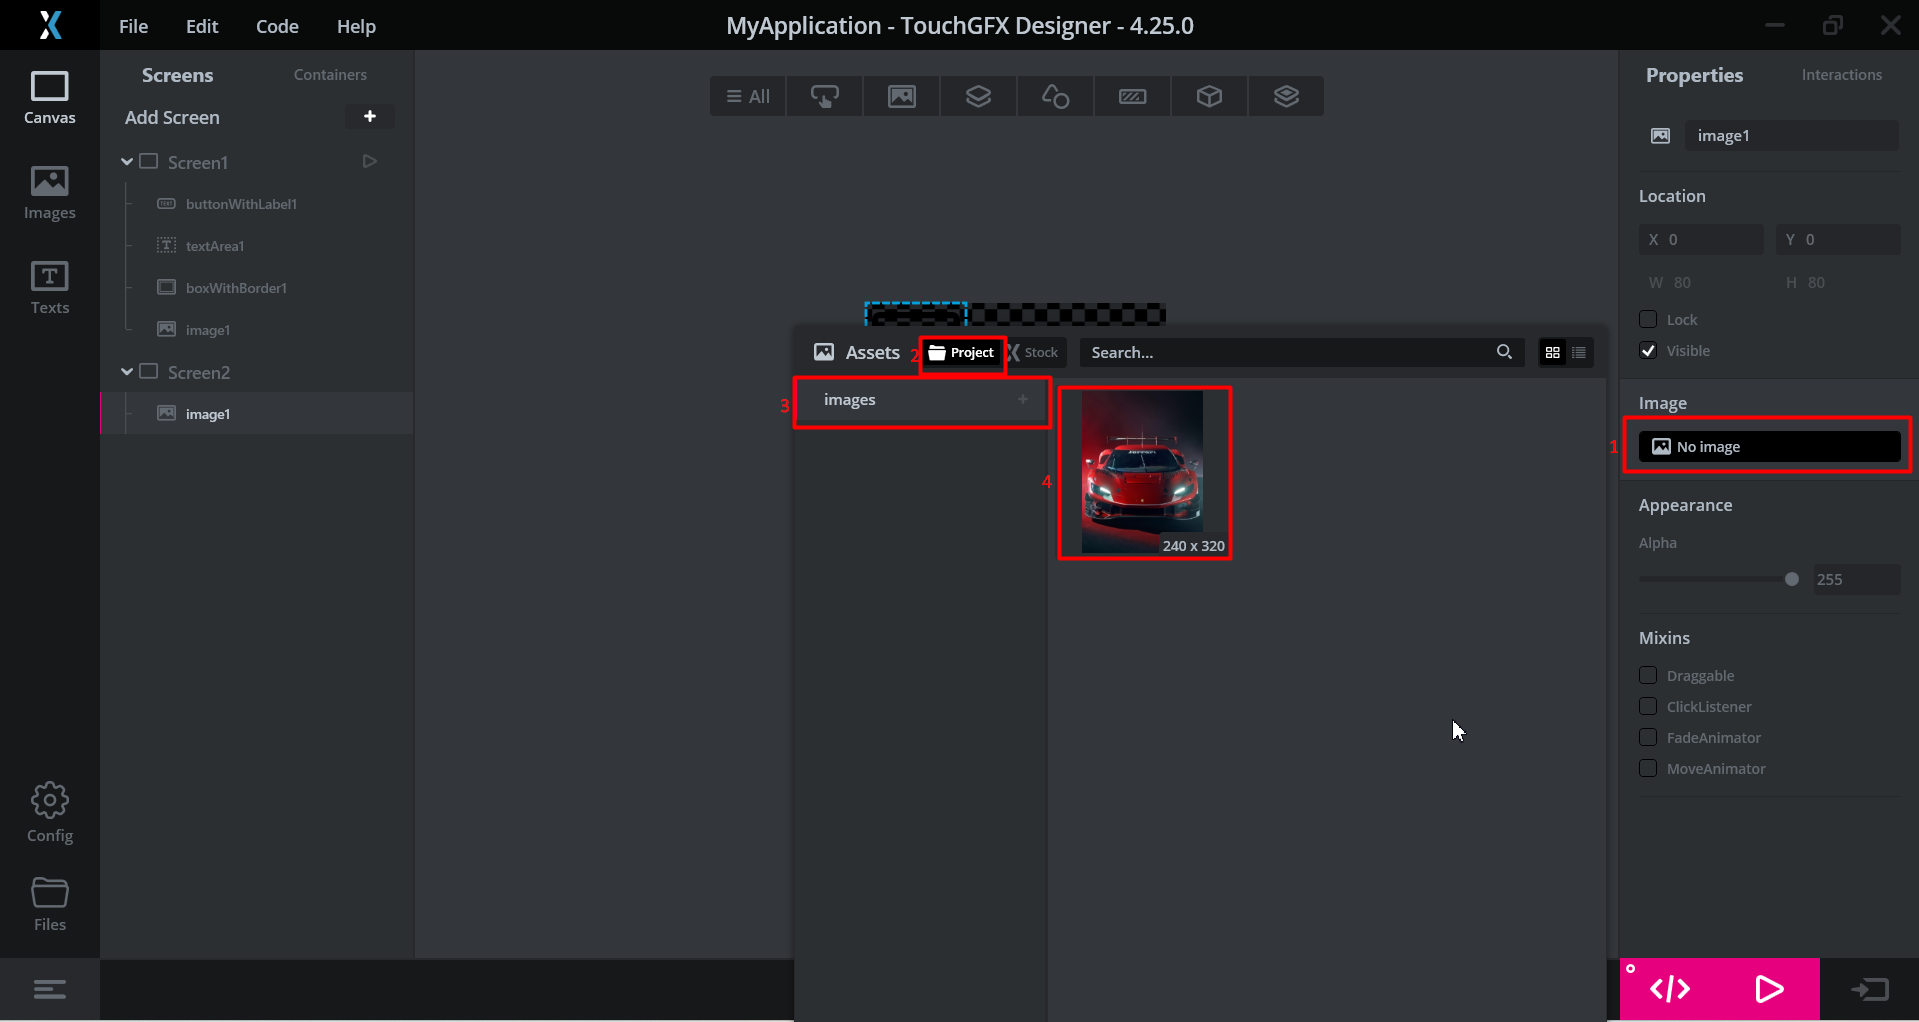 File Edit Code Help
MyApplication - TouchGFX Designer - 4.25.0
Canvas
Images
Texts
Config
Files
Screens Containers
Add Screen +
Screen1
buttonWithLabel1
textArea1
boxWithBorder1
image1
Screen2
image1
All
Assets 2 Project Stock Search...
3 images +
4
240 x 320
Properties Interactions
image1
Location
X 0 Y 0
W 80 H 80
Lock
Visible
Image
1 No image
Appearance
Alpha
255
Mixins
Draggable
ClickListener
FadeAnimator
MoveAnimator